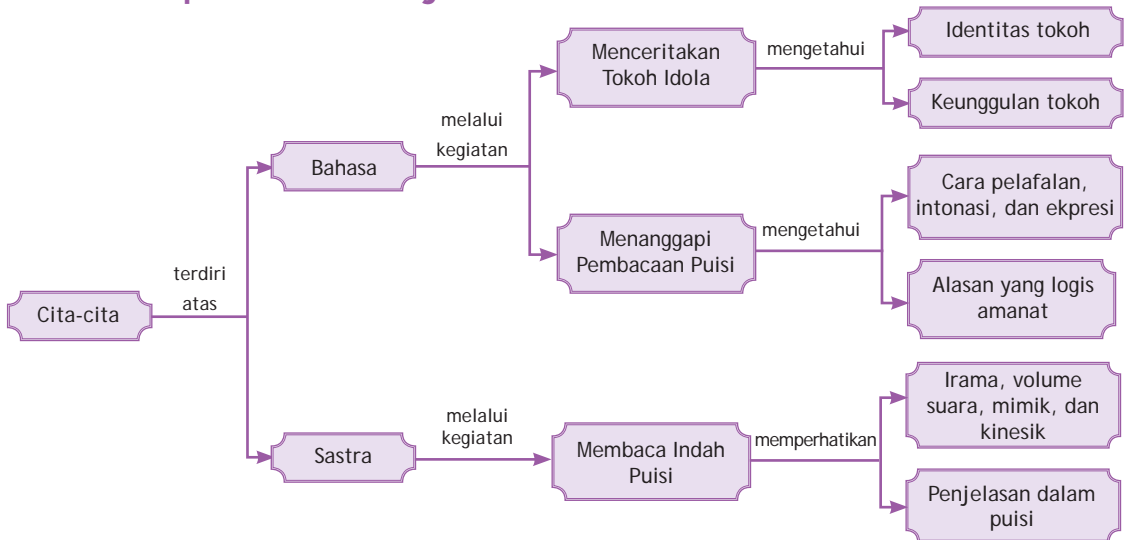 Cita-cita
terdiri
atas
Bahasa
melalui
kegiatan
Menceritakan
Tokoh Idola
mengetahui
Identitas tokoh
Keunggulan tokoh
Menanggapi
Pembacaan Puisi
mengetahui
Cara pelafalan,
intonasi, dan ekpresi
Alasan yang logis
amanat
Sastra
melalui
kegiatan
Membaca Indah
Puisi
memperhatikan
Irama, volume
suara, mimik, dan
kinesik
Penjelasan dalam
puisi